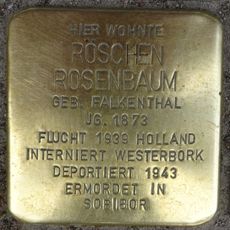 HIER WOHNTE
RÖSCHEN
ROSENBAUM
GEB. FALKENTHAL
JG. 1873
FLUCHT 1939 HOLLAND
INTERNIERT WESTERBORK
DEPORTIERT 1943
ERMORDET IN
SOBIBOR